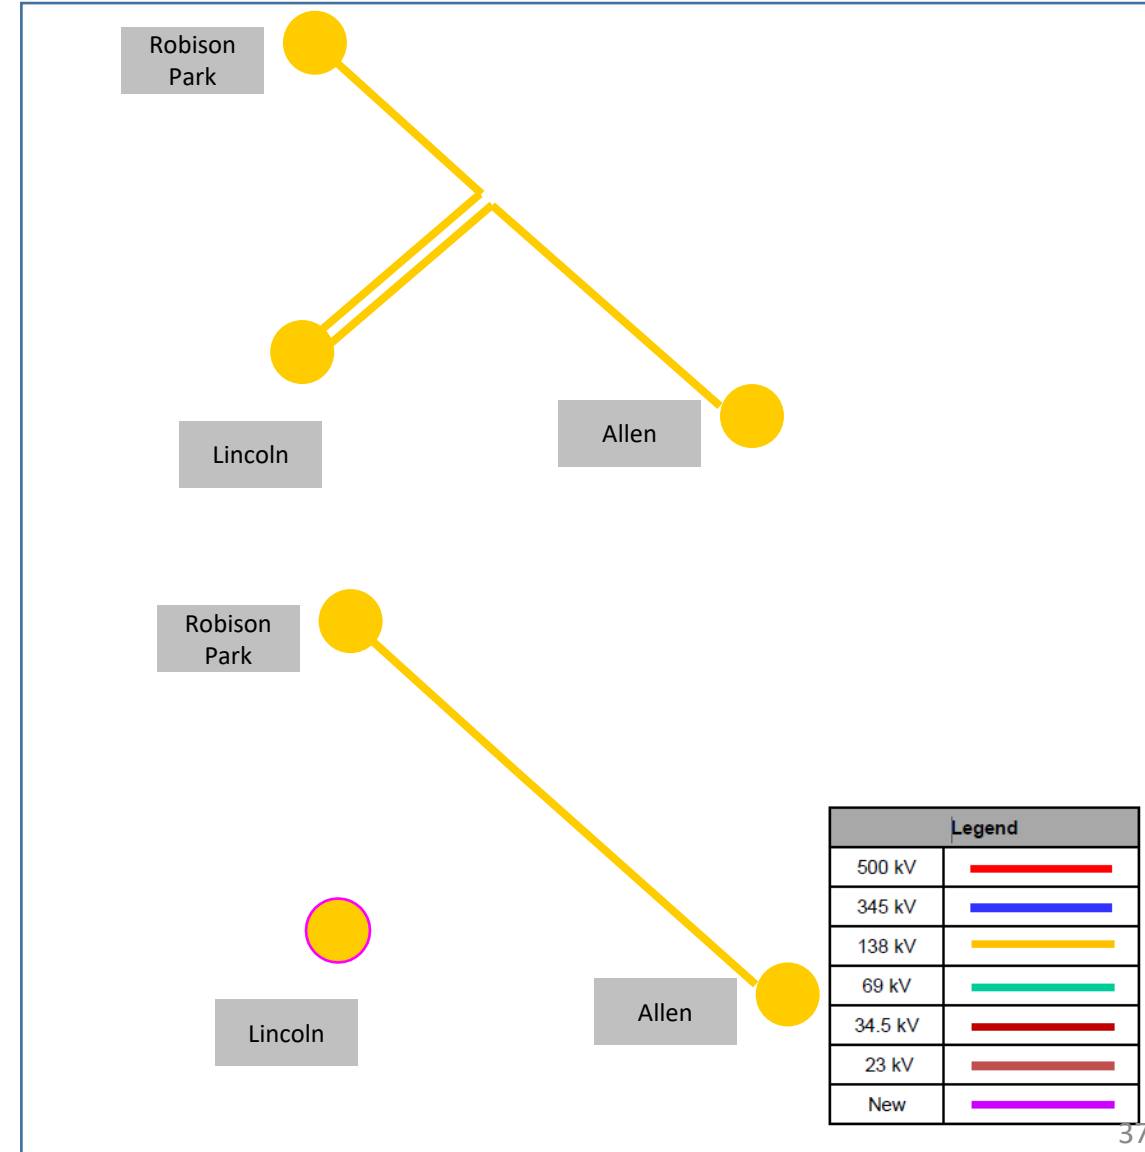 Robison
Park
Lincoln
Allen
Robison
Park
Lincoln
Allen
Legend
500 kV
345 kV
138 kV
69 kV
34.5 kV
23 kV
New
37